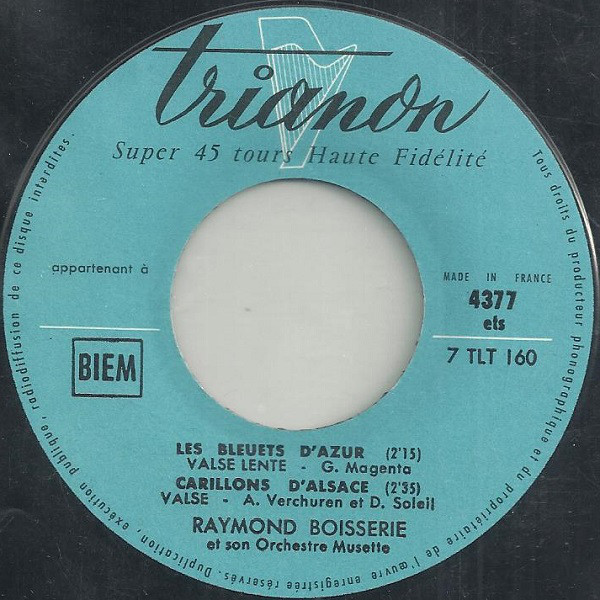 trianon
Super 45 tours Haute Fidélité
appartenant à
MADE IN FRANCE
4377
els
7 TLT 160
BIEM
LES BLEUETS D'AZUR (2'15)
VALSE LENTE - G. Magenta
CARILLONS D'ALSACE (2'35)
VALSE - A. Verchuren et D. Soleil
RAYMOND BOISSERIE
et son Orchestre Musette
Tous droits du producteur phonographique et du propriétaire de l'œuvre enregistrée réservés. Duplication, exécution publique, radiodiffusion de ce disque interdites.